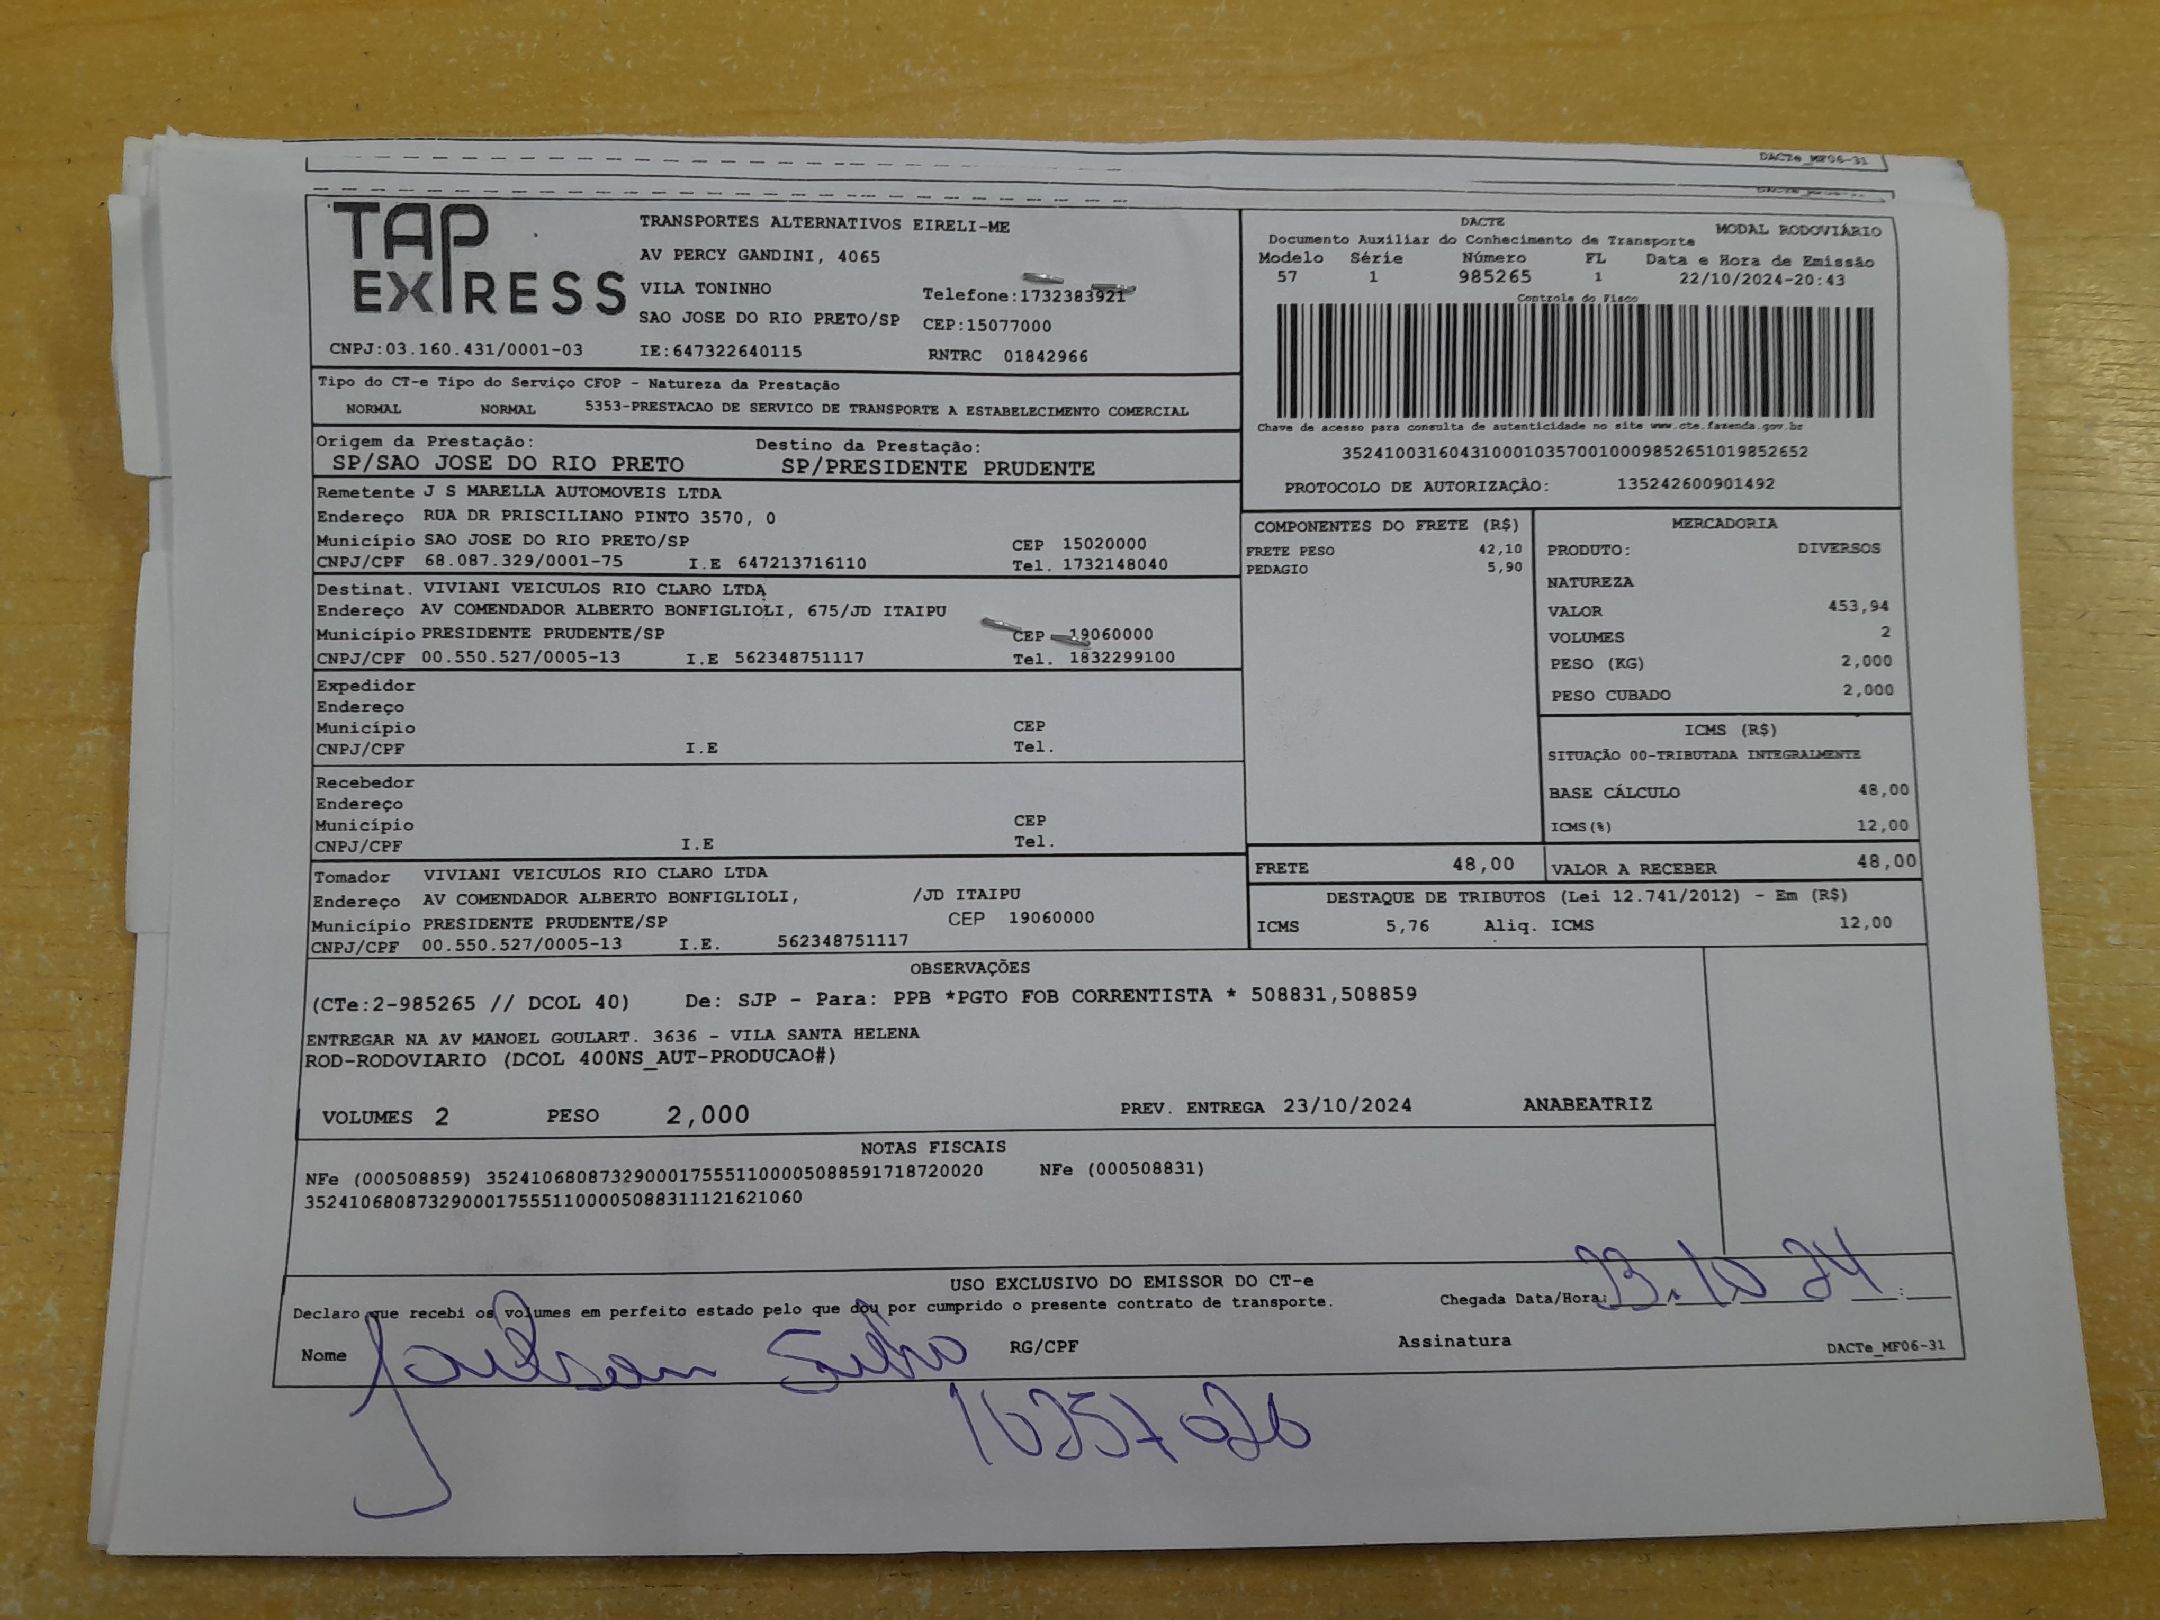 DACTe_MF06-31
TAP EXPRESS
TRANSPORTES ALTERNATIVOS EIRELI-ME
AV PERCY GANDINI, 4065
VILA TONINHO Telefone:1732383921
SAO JOSE DO RIO PRETO/SP CEP:15077000
CNPJ:03.160.431/0001-03 IE:647322640115 RNTRC 01842966
DACTE MODAL RODOVIÁRIO
Documento Auxiliar do Conhecimento de Transporte
Modelo Série Número FL Data e Hora de Emissão
57 1 985265 1 22/10/2024-20:43
Controle do Fisco
Chave de acesso para consulta de autenticidade no site www.cte.fazenda.gov.br
35241003160431000103570010009852651019852652
PROTOCOLO DE AUTORIZAÇÃO: 135242600901492
Tipo do CT-e Tipo do Serviço CFOP - Natureza da Prestação
NORMAL NORMAL 5353-PRESTACAO DE SERVICO DE TRANSPORTE A ESTABELECIMENTO COMERCIAL
Origem da Prestação: Destino da Prestação:
SP/SAO JOSE DO RIO PRETO SP/PRESIDENTE PRUDENTE
Remetente J S MARELLA AUTOMOVEIS LTDA
Endereço RUA DR PRISCILIANO PINTO 3570, 0
Município SAO JOSE DO RIO PRETO/SP CEP 15020000
CNPJ/CPF 68.087.329/0001-75 I.E 647213716110 Tel. 1732148040
Destinat. VIVIANI VEICULOS RIO CLARO LTDA
Endereço AV COMENDADOR ALBERTO BONFIGLIOLI, 675/JD ITAIPU
Município PRESIDENTE PRUDENTE/SP CEP 19060000
CNPJ/CPF 00.550.527/0005-13 I.E 562348751117 Tel. 1832299100
Expedidor
Endereço
Município CEP
CNPJ/CPF I.E Tel.
Recebedor
Endereço
Município CEP
CNPJ/CPF I.E Tel.
Tomador VIVIANI VEICULOS RIO CLARO LTDA
Endereço AV COMENDADOR ALBERTO BONFIGLIOLI, /JD ITAIPU
Município PRESIDENTE PRUDENTE/SP CEP 19060000
CNPJ/CPF 00.550.527/0005-13 I.E. 562348751117
COMPONENTES DO FRETE (R$)
FRETE PESO 42,10
PEDAGIO 5,90
MERCADORIA
PRODUTO: DIVERSOS
NATUREZA
VALOR 453,94
VOLUMES 2
PESO (KG) 2,000
PESO CUBADO 2,000
ICMS (R$)
SITUAÇÃO 00-TRIBUTADA INTEGRALMENTE
BASE CÁLCULO 48,00
ICMS(%) 12,00
FRETE 48,00 VALOR A RECEBER 48,00
DESTAQUE DE TRIBUTOS (Lei 12.741/2012) - Em (R$)
ICMS 5,76 Aliq. ICMS 12,00
OBSERVAÇÕES
(CTe:2-985265 // DCOL 40) De: SJP - Para: PPB *PGTO FOB CORRENTISTA * 508831,508859
ENTREGAR NA AV MANOEL GOULART. 3636 - VILA SANTA HELENA
ROD-RODOVIARIO (DCOL 400NS_AUT-PRODUCAO#)
VOLUMES 2 PESO 2,000 PREV. ENTREGA 23/10/2024 ANABEATRIZ
NOTAS FISCAIS
NFe (000508859) 35241068087329000175551100005088591718720020 NFe (000508831)
35241068087329000175551100005088311121621060
USO EXCLUSIVO DO EMISSOR DO CT-e
Declaro que recebi os volumes em perfeito estado pelo que dou por cumprido o presente contrato de transporte. Chegada Data/Hora: 23.10 24
Nome RG/CPF Assinatura DACTe_MF06-31
16257026